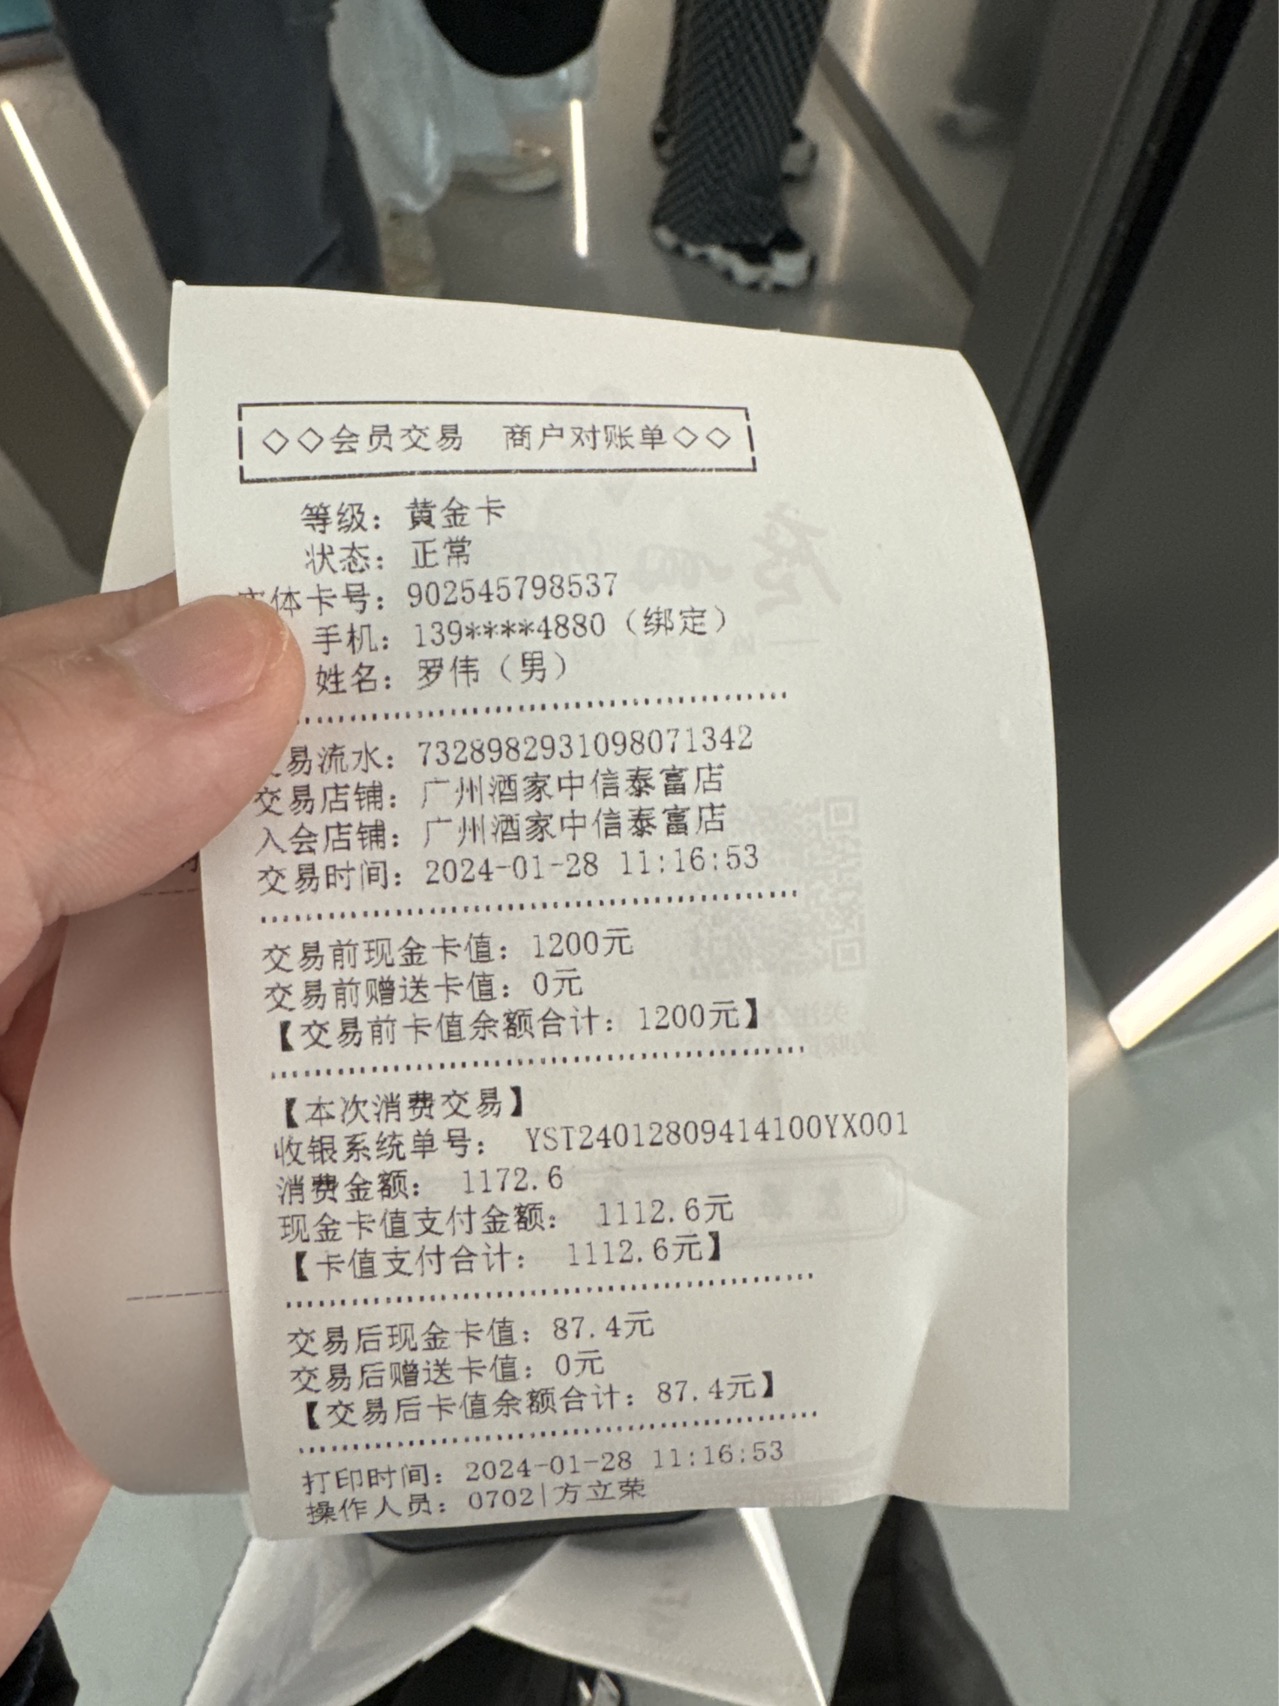 ◇◇会员交易 商户对账单◇◇
等级：黄金卡
状态：正常
体卡号：902545798537
手机：139****4880（绑定）
姓名：罗伟（男）
易流水：7328982931098071342
交易店铺：广州酒家中信泰富店
入会店铺：广州酒家中信泰富店
交易时间：2024-01-28 11:16:53
交易前现金卡值：1200元
交易前赠送卡值：0元
【交易前卡值余额合计：1200元】
【本次消费交易】
收银系统单号： YST24012809414100YX001
消费金额： 1172.6
现金卡值支付金额： 1112.6元
【卡值支付合计： 1112.6元】
交易后现金卡值：87.4元
交易后赠送卡值：0元
【交易后卡值余额合计：87.4元】
打印时间：2024-01-28 11:16:53
操作人员：0702|方立荣